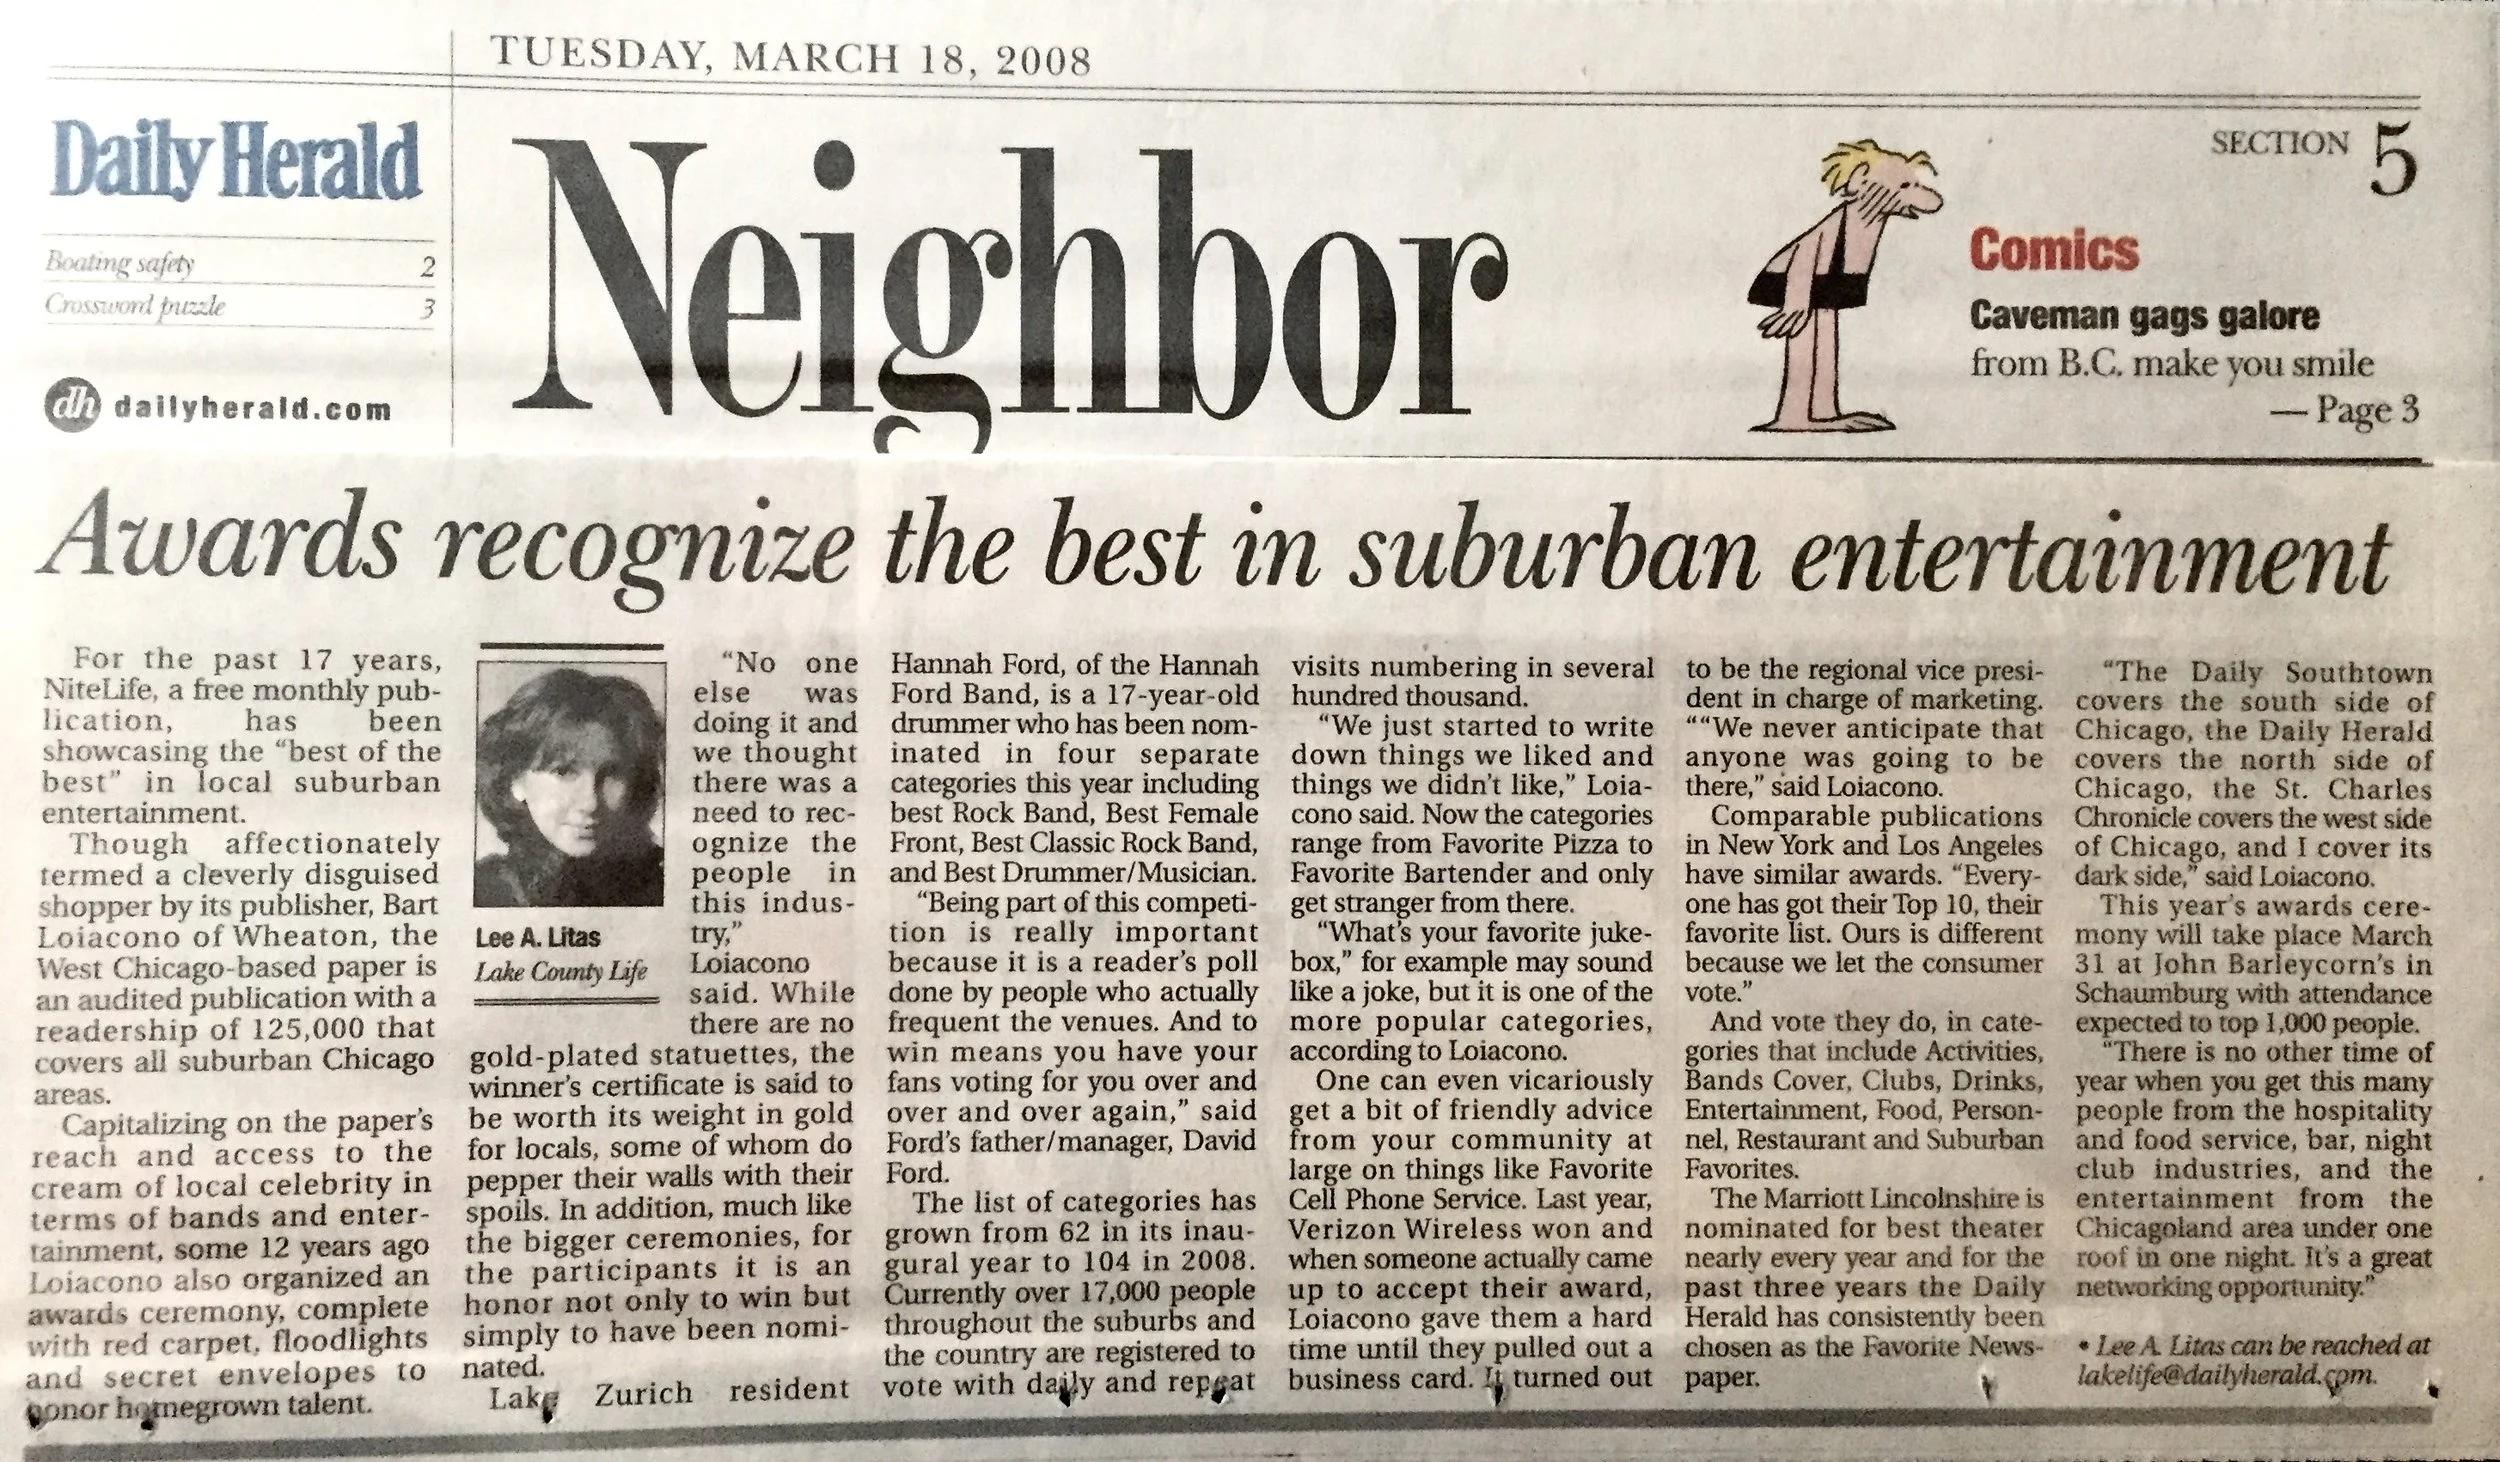 TUESDAY, MARCH 18, 2008
Daily Herald
Boating safety 2
Crossword puzzle 3
dh dailyherald.com
Neighbor
SECTION 5
Comics
Caveman gags galore
from B.C. make you smile
— Page 3
Awards recognize the best in suburban entertainment
For the past 17 years,
NiteLife, a free monthly pub-
lication, has been
showcasing the “best of the
best” in local suburban
entertainment.
Though affectionately
termed a cleverly disguised
shopper by its publisher, Bart
Loiacono of Wheaton, the
West Chicago-based paper is
an audited publication with a
readership of 125,000 that
covers all suburban Chicago
areas.
Capitalizing on the paper’s
reach and access to the
cream of local celebrity in
terms of bands and enter-
tainment, some 12 years ago
Loiacono also organized an
awards ceremony, complete
with red carpet, floodlights
and secret envelopes to
honor homegrown talent.
Lee A. Litas
Lake County Life
“No one
else was
doing it and
we thought
there was a
need to rec-
ognize the
people in
this indus-
try,”
Loiacono
said. While
there are no
gold-plated statuettes, the
winner’s certificate is said to
be worth its weight in gold
for locals, some of whom do
pepper their walls with their
spoils. In addition, much like
the bigger ceremonies, for
the participants it is an
honor not only to win but
simply to have been nomi-
nated.
Lake Zurich resident
Hannah Ford, of the Hannah
Ford Band, is a 17-year-old
drummer who has been nom-
inated in four separate
categories this year including
best Rock Band, Best Female
Front, Best Classic Rock Band,
and Best Drummer/Musician.
“Being part of this competi-
tion is really important
because it is a reader’s poll
done by people who actually
frequent the venues. And to
win means you have your
fans voting for you over and
over and over again,” said
Ford’s father/manager, David
Ford.
The list of categories has
grown from 62 in its inau-
gural year to 104 in 2008.
Currently over 17,000 people
throughout the suburbs and
the country are registered to
vote with daily and repeat
visits numbering in several
hundred thousand.
“We just started to write
down things we liked and
things we didn’t like,” Loia-
cono said. Now the categories
range from Favorite Pizza to
Favorite Bartender and only
get stranger from there.
“What’s your favorite juke-
box,” for example may sound
like a joke, but it is one of the
more popular categories,
according to Loiacono.
One can even vicariously
get a bit of friendly advice
from your community at
large on things like Favorite
Cell Phone Service. Last year,
Verizon Wireless won and
when someone actually came
up to accept their award,
Loiacono gave them a hard
time until they pulled out a
business card. It turned out
to be the regional vice presi-
dent in charge of marketing.
““We never anticipate that
anyone was going to be
there,” said Loiacono.
Comparable publications
in New York and Los Angeles
have similar awards. “Every-
one has got their Top 10, their
favorite list. Ours is different
because we let the consumer
vote.”
And vote they do, in cate-
gories that include Activities,
Bands Cover, Clubs, Drinks,
Entertainment, Food, Person-
nel, Restaurant and Suburban
Favorites.
The Marriott Lincolnshire is
nominated for best theater
nearly every year and for the
past three years the Daily
Herald has consistently been
chosen as the Favorite News-
paper.
“The Daily Southtown
covers the south side of
Chicago, the Daily Herald
covers the north side of
Chicago, the St. Charles
Chronicle covers the west side
of Chicago, and I cover its
dark side,” said Loiacono.
This year’s awards cere-
mony will take place March
31 at John Barleycorn’s in
Schaumburg with attendance
expected to top 1,000 people.
“There is no other time of
year when you get this many
people from the hospitality
and food service, bar, night
club industries, and the
entertainment from the
Chicagoland area under one
roof in one night. It’s a great
networking opportunity.”
• Lee A. Litas can be reached at
lakelife@dailyherald.com.